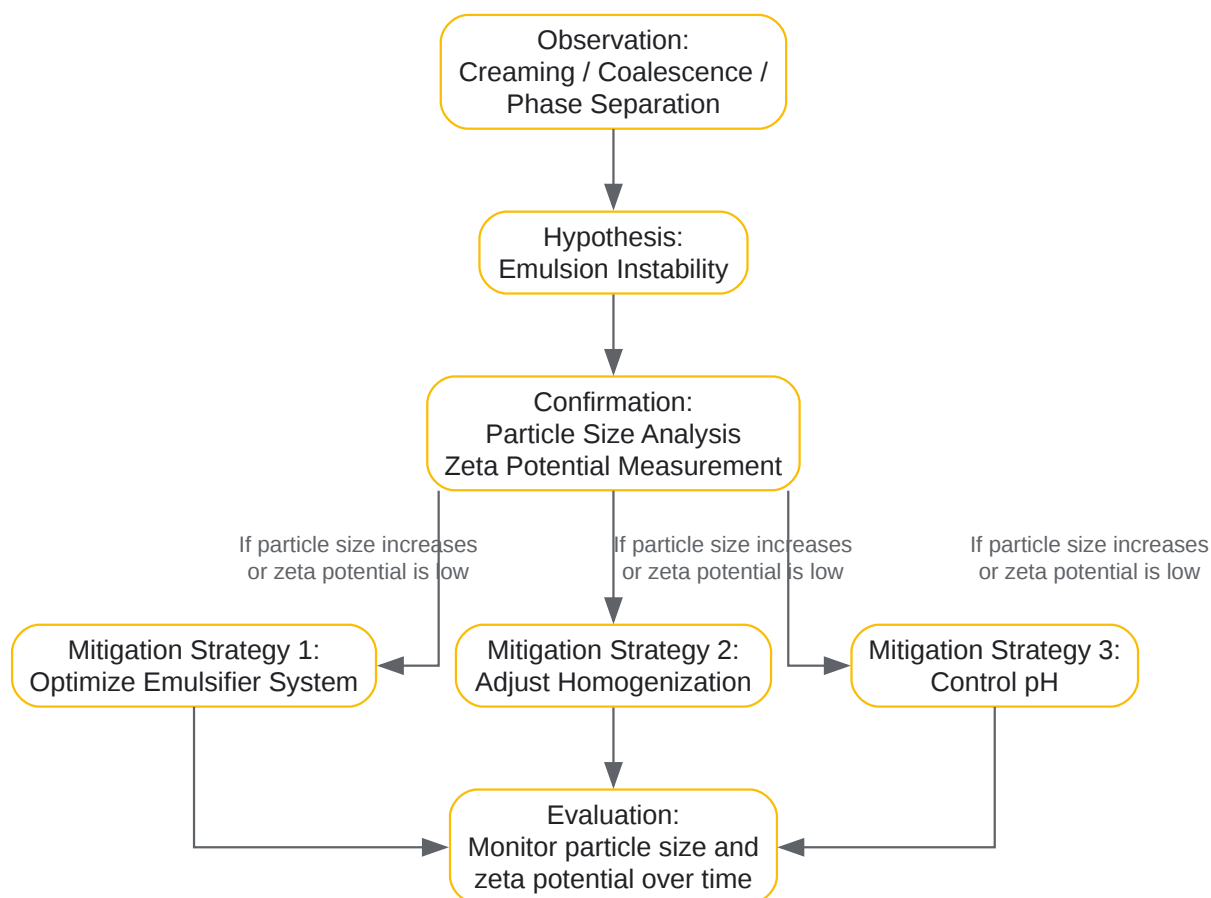 Observation:
Creaming / Coalescence /
Phase Separation
Hypothesis:
Emulsion Instability
Confirmation:
Particle Size Analysis
Zeta Potential Measurement
If particle size increases
or zeta potential is low
If particle size increases
or zeta potential is low
If particle size increases
or zeta potential is low
Mitigation Strategy 1:
Optimize Emulsifier System
Mitigation Strategy 2:
Adjust Homogenization
Mitigation Strategy 3:
Control pH
Evaluation:
Monitor particle size and
zeta potential over time